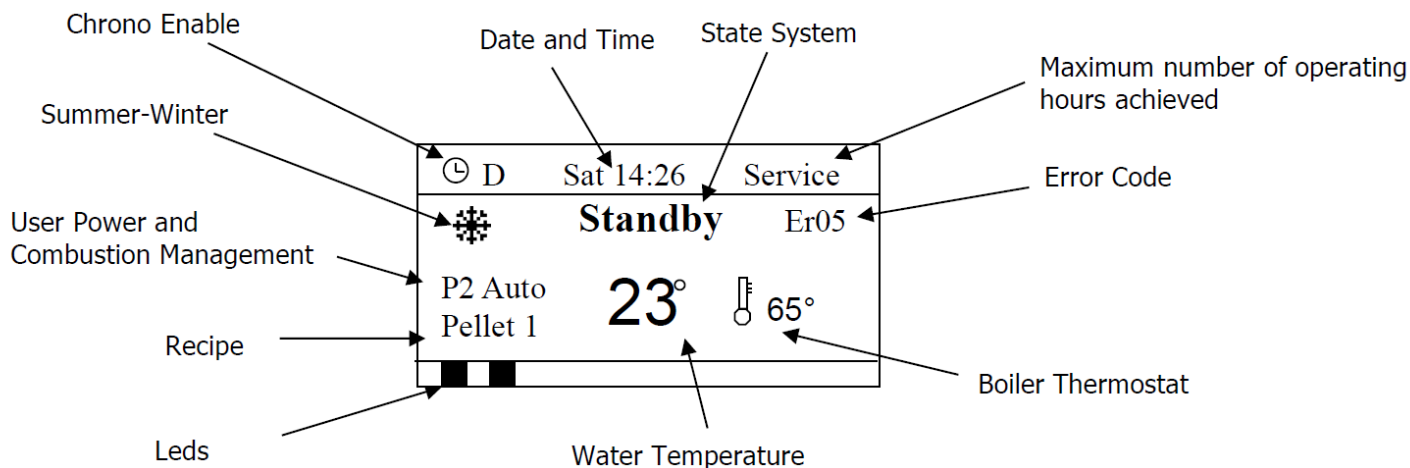 Chrono Enable
Date and Time
State System
Maximum number of operating
hours achieved
Summer-Winter
Error Code
D Sat 14:26 Service
Standby Er05
User Power and
Combustion Management
P2 Auto
23° 65°
Pellet 1
Recipe
Boiler Thermostat
Leds
Water Temperature